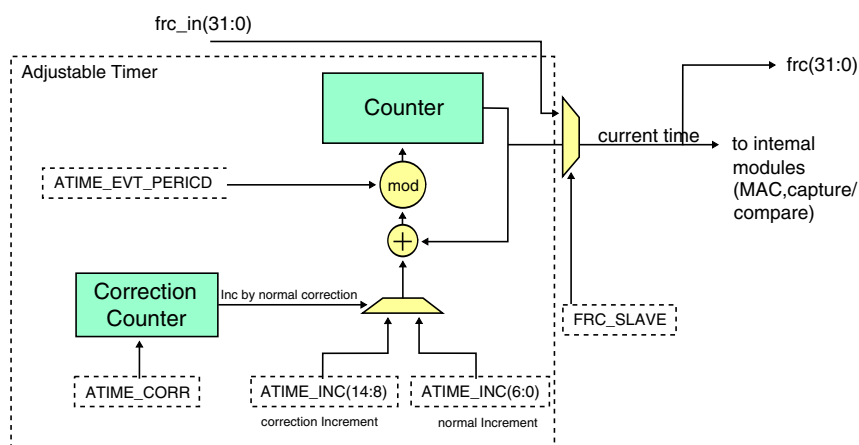 frc_in(31:0)
frc(31:0)
Adjustable Timer
Counter
current time
to internal
modules
(MAC,capture/
compare)
ATIME_EVT_PERICD
mod
+
Correction
Counter
Inc by normal correction
FRC_SLAVE
ATIME_CORR
ATIME_INC(14:8)
ATIME_INC(6:0)
correction Increment
normal Increment